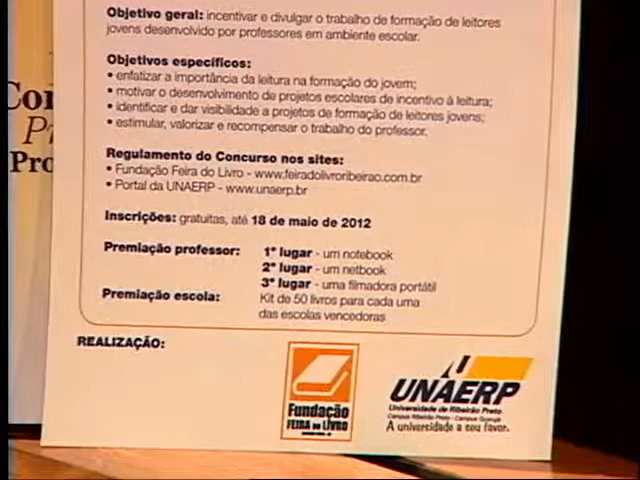 Objetivo geral: incentivar e divulgar o trabalho de formação de leitores
jovens desenvolvido por professores em ambiente escolar.
Objetivos específicos:
• enfatizar a importância da leitura na formação do jovem;
• motivar o desenvolvimento de projetos escolares de incentivo à leitura;
• identificar e dar visibilidade a projetos de formação de leitores jovens;
• estimular, valorizar e recompensar o trabalho do professor.
Regulamento do Concurso nos sites:
• Fundação Feira do Livro - www.feiradolivroribeirao.com.br
• Portal da UNAERP - www.unaerp.br
Inscrições: gratuitas, até 18 de maio de 2012
Premiação professor: 1º lugar - um notebook
2º lugar - um netbook
3º lugar - uma filmadora portátil
Premiação escola: Kit de 50 livros para cada uma
das escolas vencedoras
REALIZAÇÃO:
Fundação
FEIRA DO LIVRO
UNAERP
Universidade de Ribeirão Preto
Campus Ribeirão Preto - Campus Guarujá
A universidade a seu favor.
Con
Pr
Pro